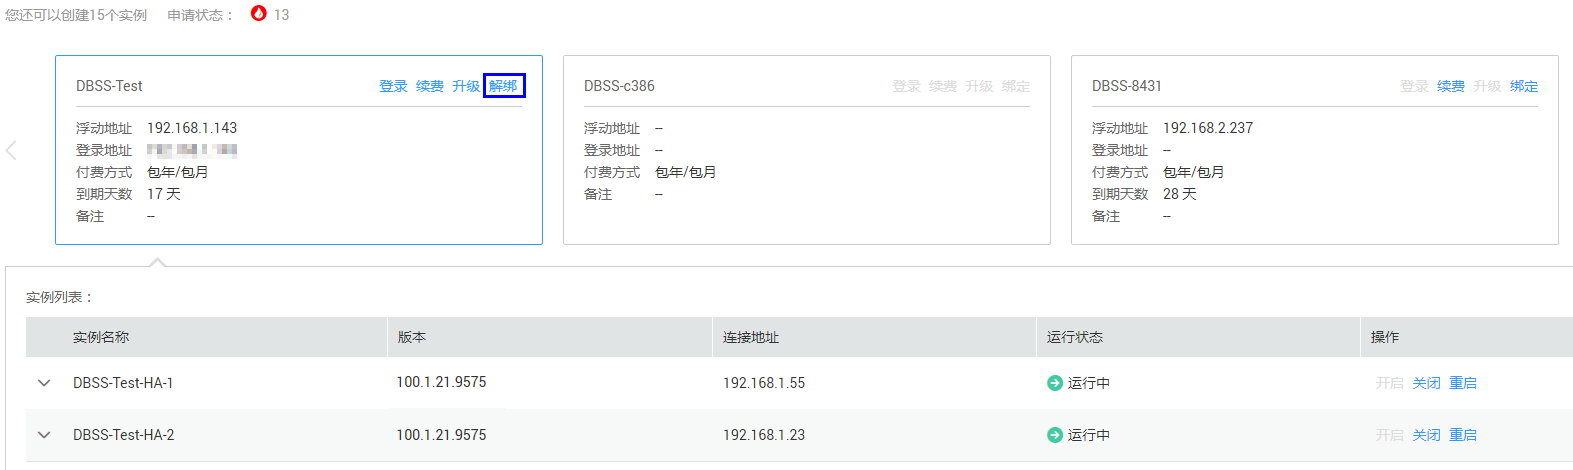 您还可以创建15个实例 申请状态： 13
DBSS-Test 登录 续费 升级 解绑
浮动地址 192.168.1.143
登录地址
付费方式 包年/包月
到期天数 17 天
备注 --
DBSS-c386 登录 续费 升级 绑定
浮动地址 --
登录地址 --
付费方式 包年/包月
备注 --
DBSS-8431 登录 续费 升级 绑定
浮动地址 192.168.2.237
登录地址 --
付费方式 包年/包月
到期天数 28 天
备注 --
实例列表：
实例名称 版本 连接地址 运行状态 操作
DBSS-Test-HA-1 100.1.21.9575 192.168.1.55 运行中 开启 关闭 重启
DBSS-Test-HA-2 100.1.21.9575 192.168.1.23 运行中 开启 关闭 重启